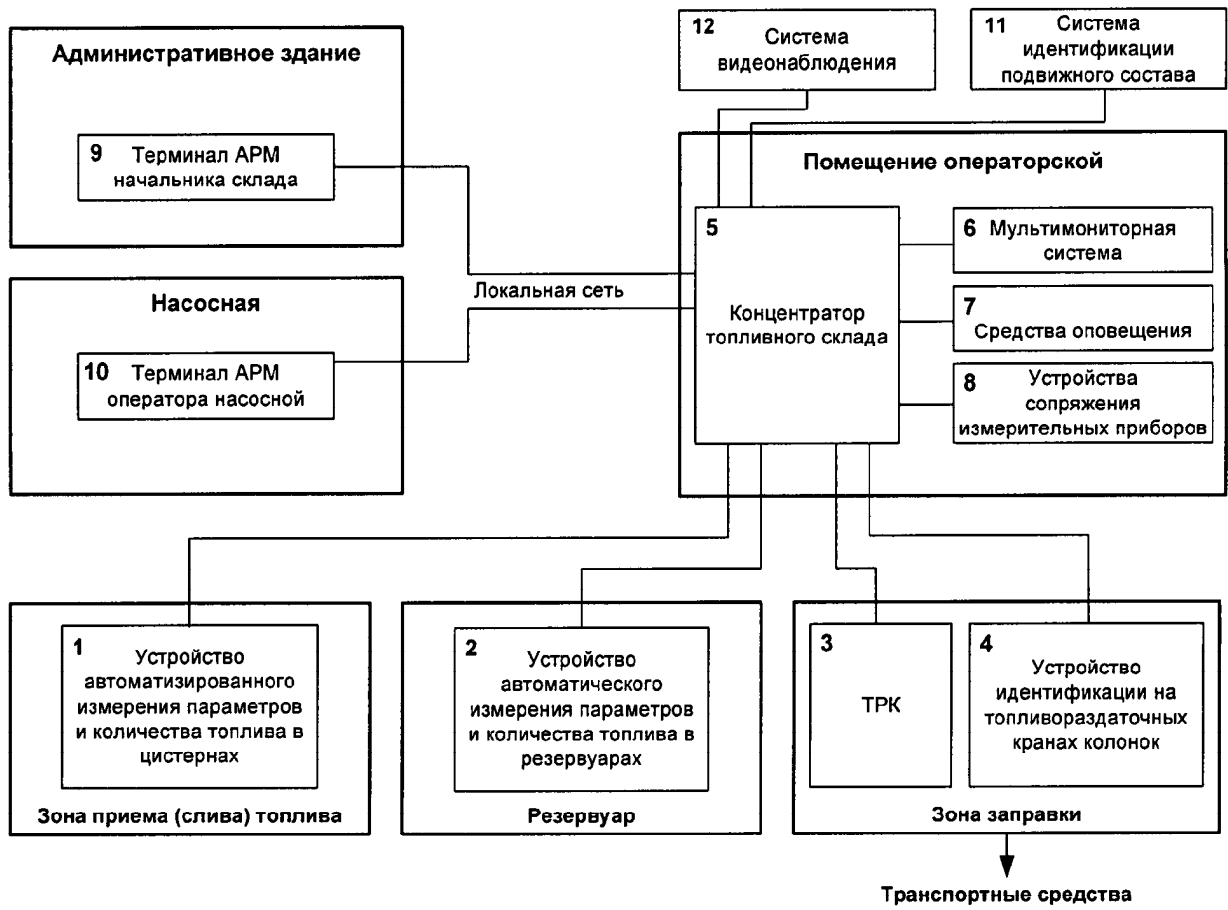 Административное здание
9 Терминал АРМ
начальника склада
12 Система
видеонаблюдения
11 Система
идентификации
подвижного состава
Насосная
10 Терминал АРМ
оператора насосной
Локальная сеть
Помещение операторской
5
Концентратор
топливного склада
6 Мультимониторная
система
7
Средства оповещения
8 Устройства
сопряжения
измерительных приборов
1
Устройство
автоматизированного
измерения параметров
и количества топлива в
цистернах
Зона приема (слива) топлива
2
Устройство
автоматического
измерения параметров
и количества топлива в
резервуарах
Резервуар
3
ТРК
4
Устройство
идентификации на
топливораздаточных
кранах колонок
Зона заправки
Транспортные средства